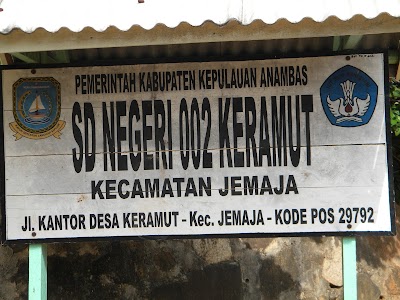 PEMERINTAH KABUPATEN KEPULAUAN ANAMBAS
SD NEGERI 002 KERAMUT
KECAMATAN JEMAJA
Jl. KANTOR DESA KERAMUT - Kec. JEMAJA - KODE POS 29792